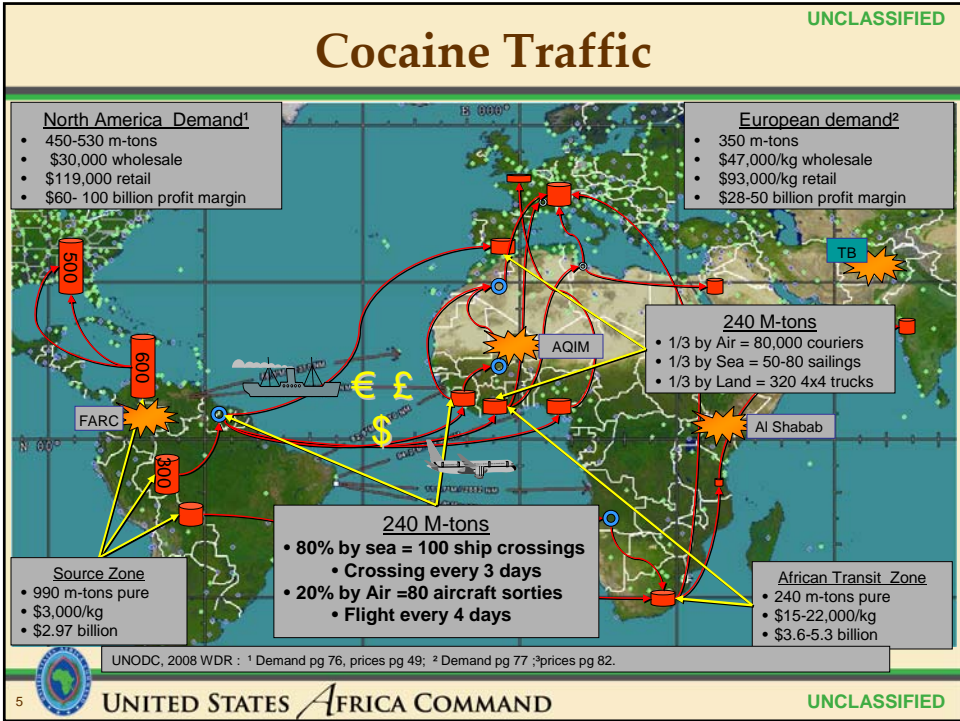 UNCLASSIFIED
Cocaine Traffic
North America Demand¹
• 450-530 m-tons
• $30,000 wholesale
• $119,000 retail
• $60- 100 billion profit margin
European demand²
• 350 m-tons
• $47,000/kg wholesale
• $93,000/kg retail
• $28-50 billion profit margin
E 000°
500
600
300
TB
AQIM
FARC
Al Shabab
N 00°
€ £
$
240 M-tons
• 1/3 by Air = 80,000 couriers
• 1/3 by Sea = 50-80 sailings
• 1/3 by Land = 320 4x4 trucks
240 M-tons
• 80% by sea = 100 ship crossings
• Crossing every 3 days
• 20% by Air =80 aircraft sorties
• Flight every 4 days
Source Zone
• 990 m-tons pure
• $3,000/kg
• $2.97 billion
African Transit Zone
• 240 m-tons pure
• $15-22,000/kg
• $3.6-5.3 billion
UNODC, 2008 WDR : ¹ Demand pg 76, prices pg 49; ² Demand pg 77 ;³prices pg 82.
5
UNITED STATES AFRICA COMMAND
UNCLASSIFIED